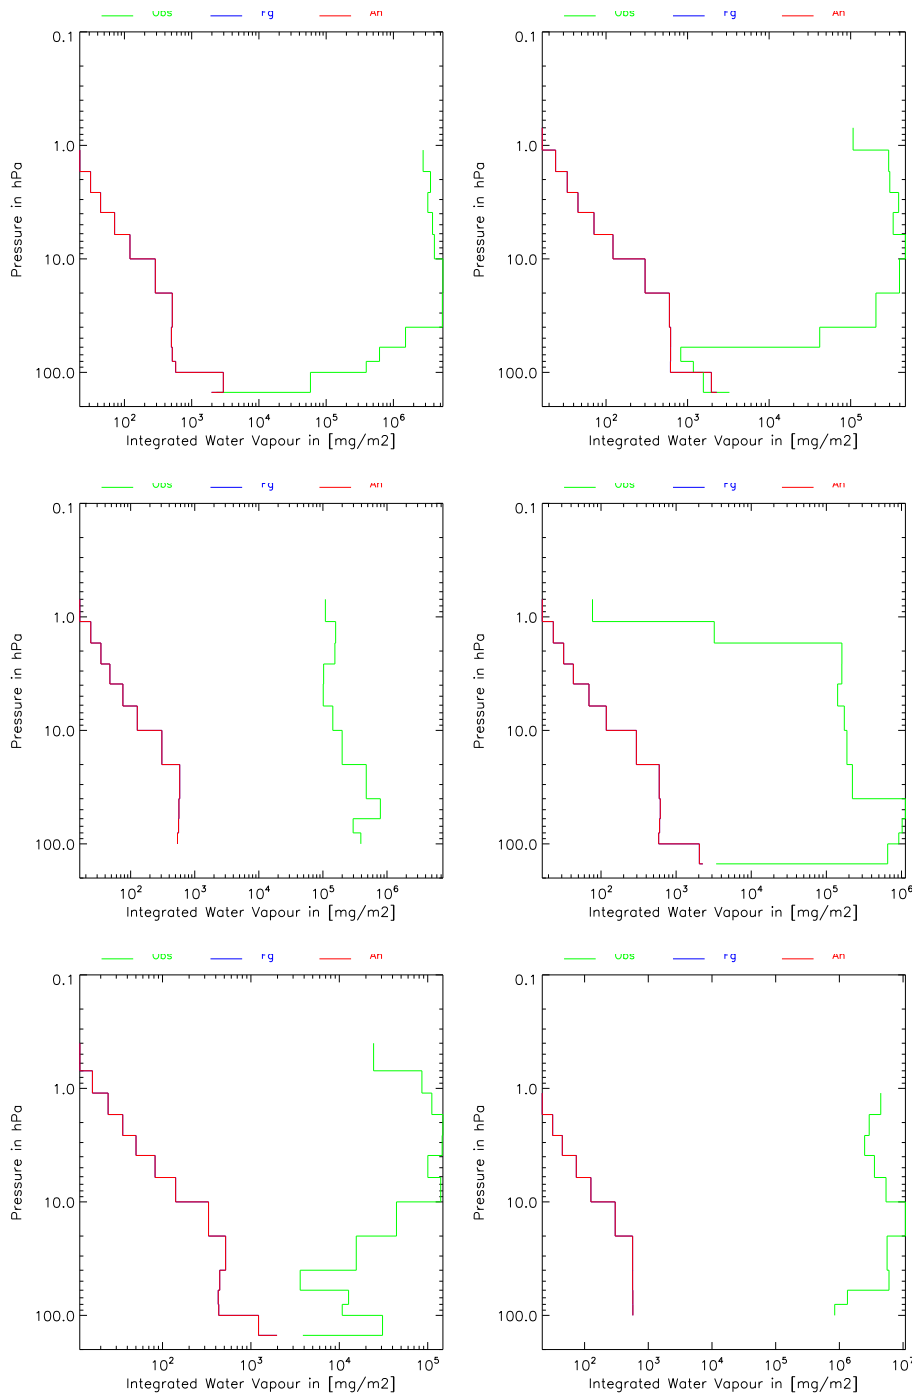 Obs Fg An Obs Fg An
0.1 0.1
1.0 1.0
10.0 10.0
100.0 100.0
Pressure in hPa Pressure in hPa
10^2 10^3 10^4 10^5 10^6 10^2 10^3 10^4 10^5
Integrated Water Vapour in [mg/m2] Integrated Water Vapour in [mg/m2]
Obs Fg An Obs Fg An
0.1 0.1
1.0 1.0
10.0 10.0
100.0 100.0
Pressure in hPa Pressure in hPa
10^2 10^3 10^4 10^5 10^6 10^2 10^3 10^4 10^5 10^6
Integrated Water Vapour in [mg/m2] Integrated Water Vapour in [mg/m2]
Obs Fg An Obs Fg An
0.1 0.1
1.0 1.0
10.0 10.0
100.0 100.0
Pressure in hPa Pressure in hPa
10^2 10^3 10^4 10^5 10^2 10^3 10^4 10^5 10^6 10^7
Integrated Water Vapour in [mg/m2] Integrated Water Vapour in [mg/m2]